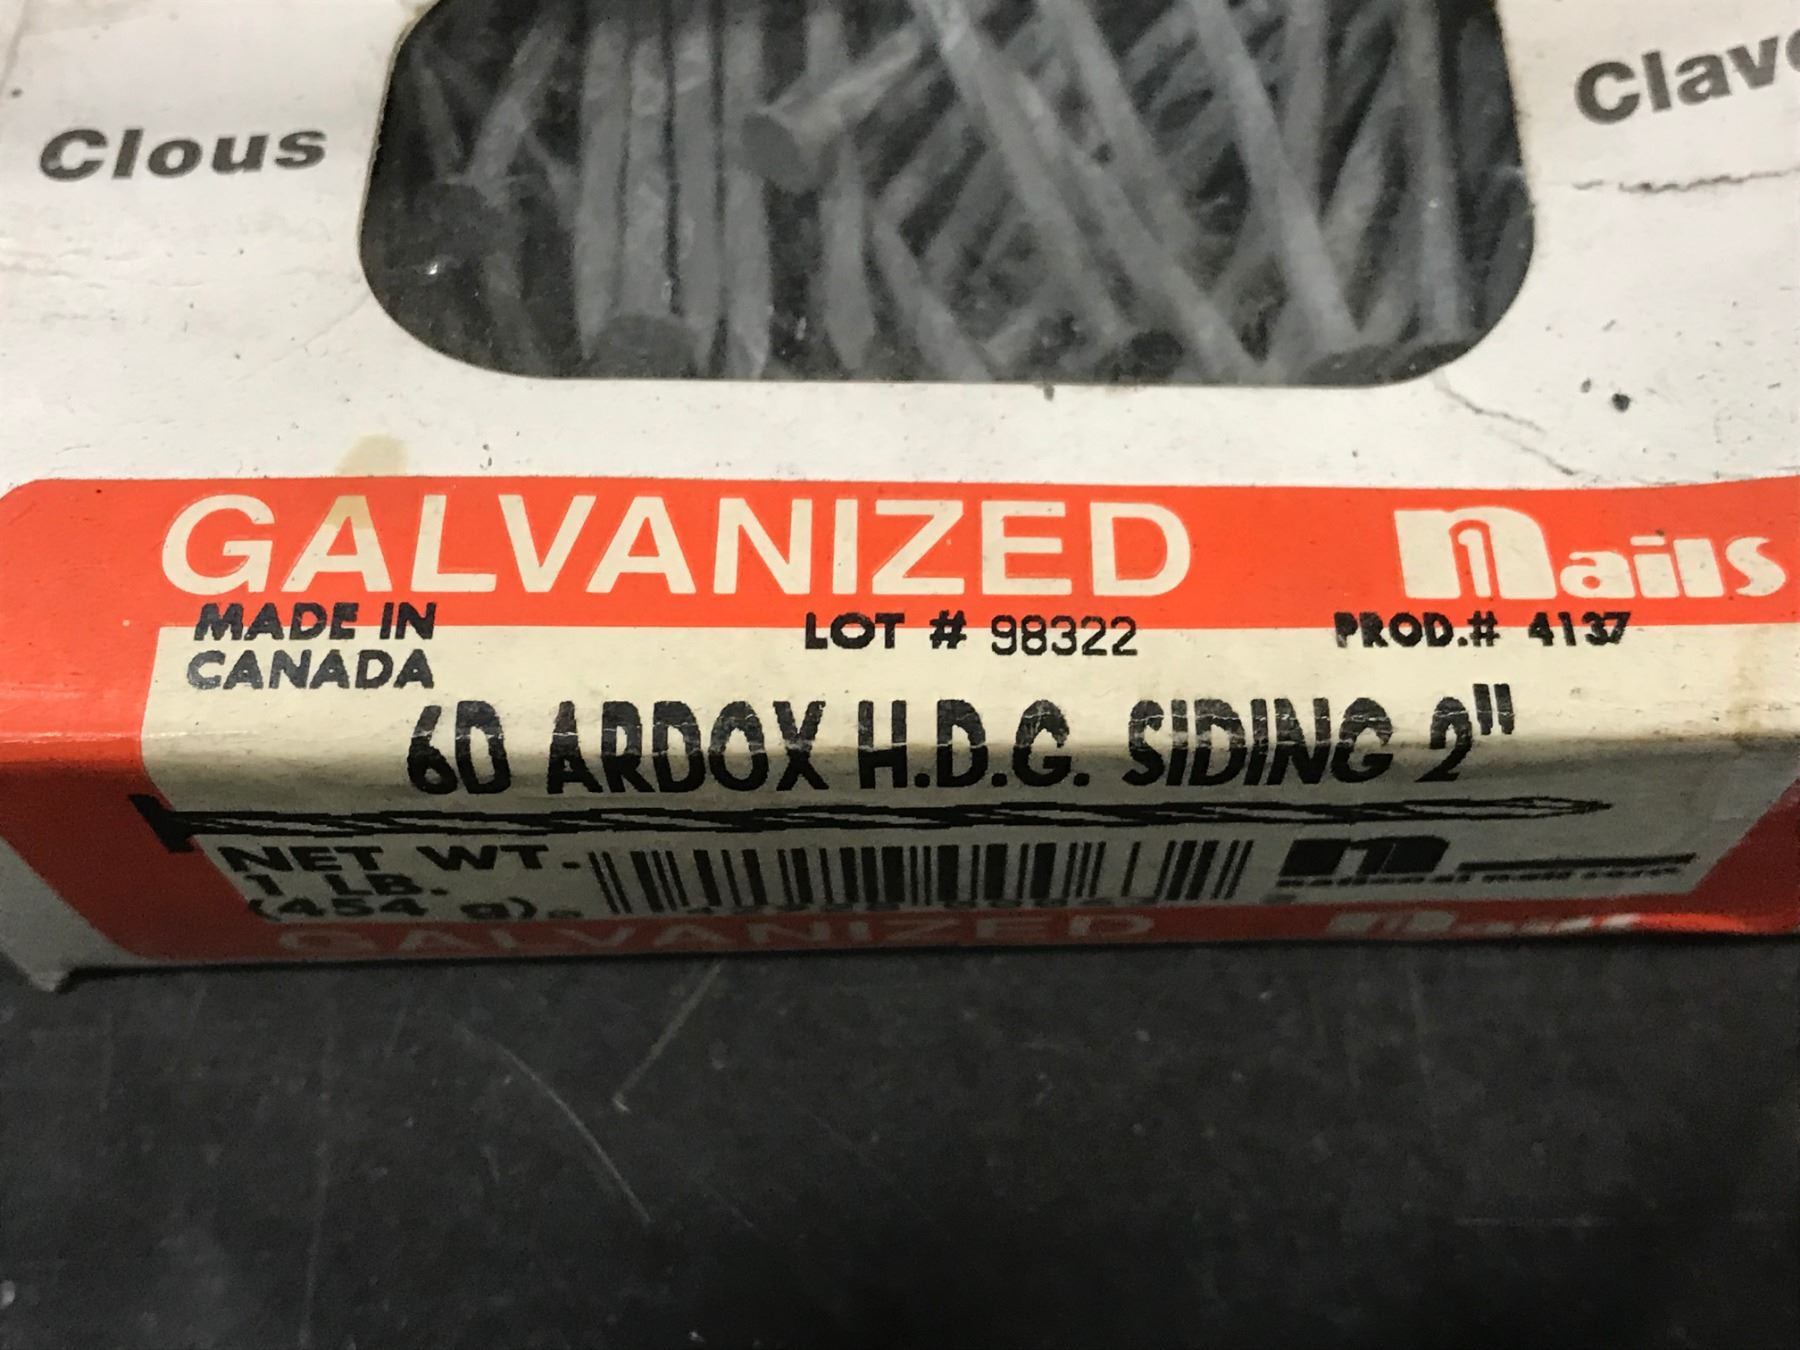 Clous
GALVANIZED nails
MADE IN
CANADA
LOT # 98322
PROD.# 4137
6D ARDOX H.D.G. SIDING 2"
NET WT.
1 LB.
(454 g)
GALVANIZED nails